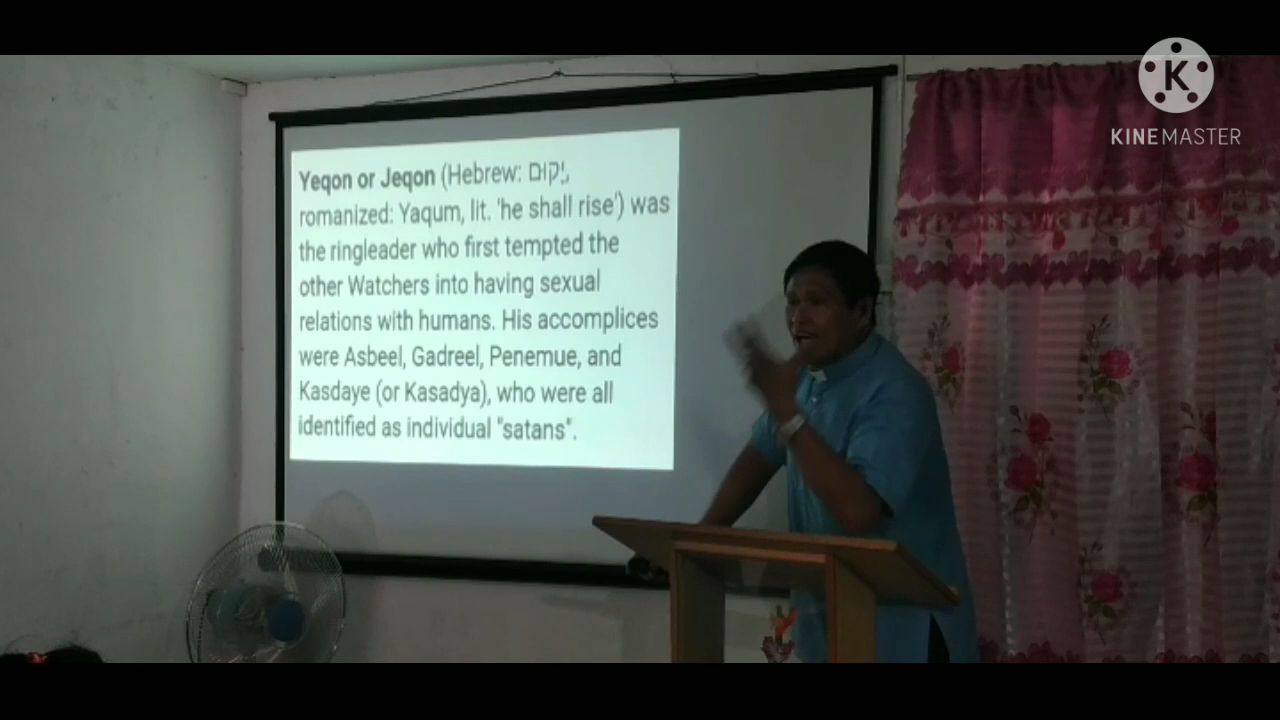 Yeqon or Jeqon (Hebrew: יָקוּם,
romanized: Yaqum, lit. 'he shall rise') was
the ringleader who first tempted the
other Watchers into having sexual
relations with humans. His accomplices
were Asbeel, Gadreel, Penemue, and
Kasdaye (or Kasadya), who were all
identified as individual "satans".
K
KINEMASTER